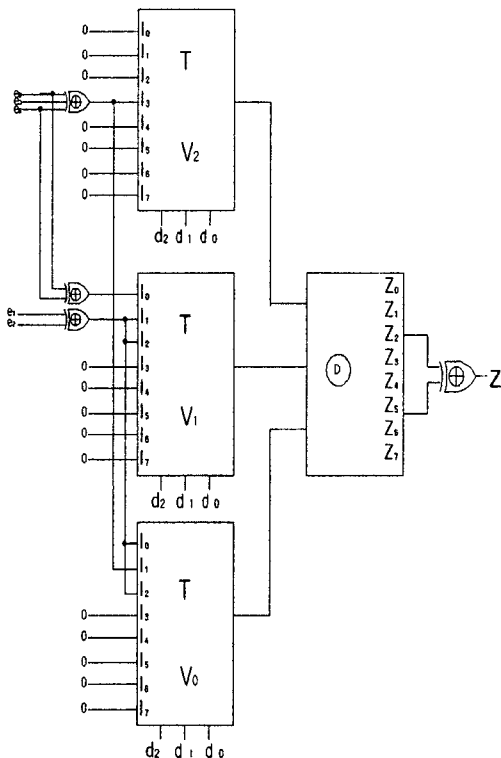 0 I₀
0 I₁ T
0 I₂
I₃
0 I₄
0 I₅ V₂
0 I₆
0 I₇
d₂ d₁ d₀
I₀ Z₀
e₁ I₁ T Z₁
e₂ I₂ Z₂
0 I₃ D Z₃
0 I₄ Z₄ Z
0 I₅ V₁ Z₅
0 I₆ Z₆
0 I₇ Z₇
d₂ d₁ d₀
I₀
I₁ T
I₂
0 I₃
0 I₄
0 I₅ V₀
0 I₆
0 I₇
d₂ d₁ d₀